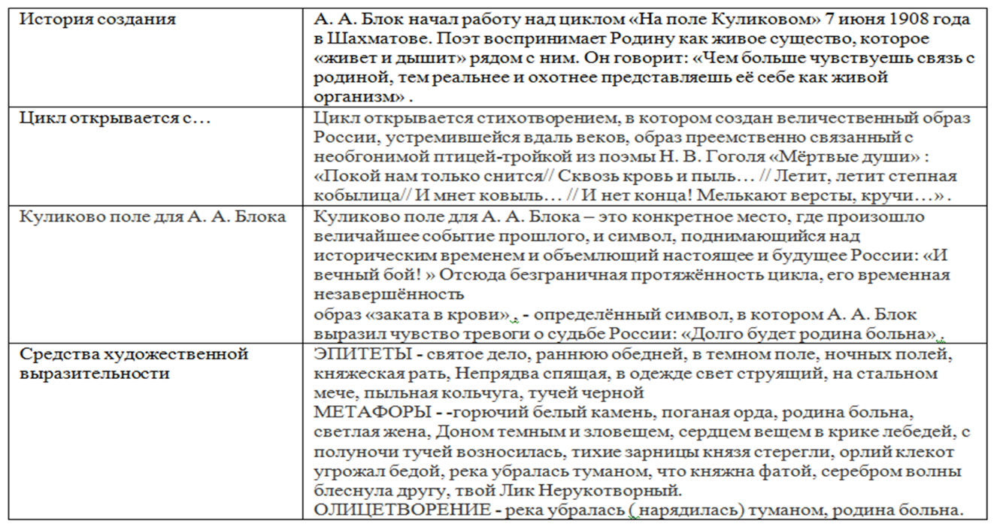 История создания
А. А. Блок начал работу над циклом «На поле Куликовом» 7 июня 1908 года
в Шахматове. Поэт воспринимает Родину как живое существо, которое
«живет и дышит» рядом с ним. Он говорит: «Чем больше чувствуешь связь с
родиной, тем реальнее и охотнее представляешь её себе как живой
организм» .
Цикл открывается с…
Цикл открывается стихотворением, в котором создан величественный образ
России, устремившейся вдаль веков, образ преемственно связанный с
необгонимой птицей-тройкой из поэмы Н. В. Гоголя «Мёртвые души» :
«Покой нам только снится// Сквозь кровь и пыль… // Летит, летит степная
кобылица// И мнет ковыль… // И нет конца! Мелькают версты, кручи…» .
Куликово поле для А. А. Блока
Куликово поле для А. А. Блока – это конкретное место, где произошло
величайшее событие прошлого, и символ, поднимающийся над
историческим временем и объемлющий настоящее и будущее России: «И
вечный бой! » Отсюда безграничная протяжённость цикла, его временная
незавершённость
образ «заката в крови» , - определённый символ, в котором А. А. Блок
выразил чувство тревоги о судьбе России: «Долго будет родина больна» .
Средства художественной
выразительности
ЭПИТЕТЫ - святое дело, раннюю обедней, в темном поле, ночных полей,
княжеская рать, Непрядва спящая, в одежде свет струящий, на стальном
мече, пыльная кольчуга, тучей черной
МЕТАФОРЫ - -горючий белый камень, поганая орда, родина больна,
светлая жена, Доном темным и зловещем, сердцем вещем в крике лебедей, с
полуночи тучей возносилась, тихие зарницы князя стерегли, орлий клекот
угрожал бедой, река убралась туманом, что княжна фатой, серебром волны
блеснула другу, твой Лик Нерукотворный.
ОЛИЦЕТВОРЕНИЕ - река убралась ( нарядилась) туманом, родина больна.